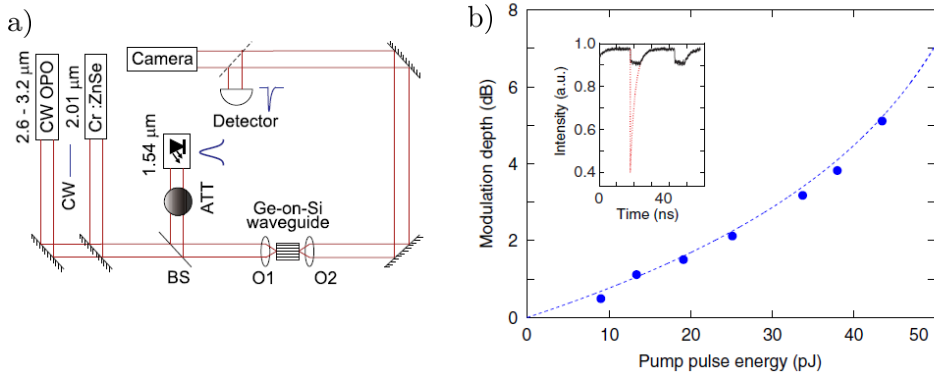 a)
Camera
2.6 - 3.2 μm
CW OPO
CW
2.01 μm
Cr :ZnSe
Detector
1.54 μm
ATT
Ge-on-Si
waveguide
BS
O1
O2
b)
8
6
4
2
0
Modulation depth (dB)
0
10
20
30
40
50
Pump pulse energy (pJ)
1.0
0.8
0.6
0.4
Intensity (a.u.)
0
40
Time (ns)